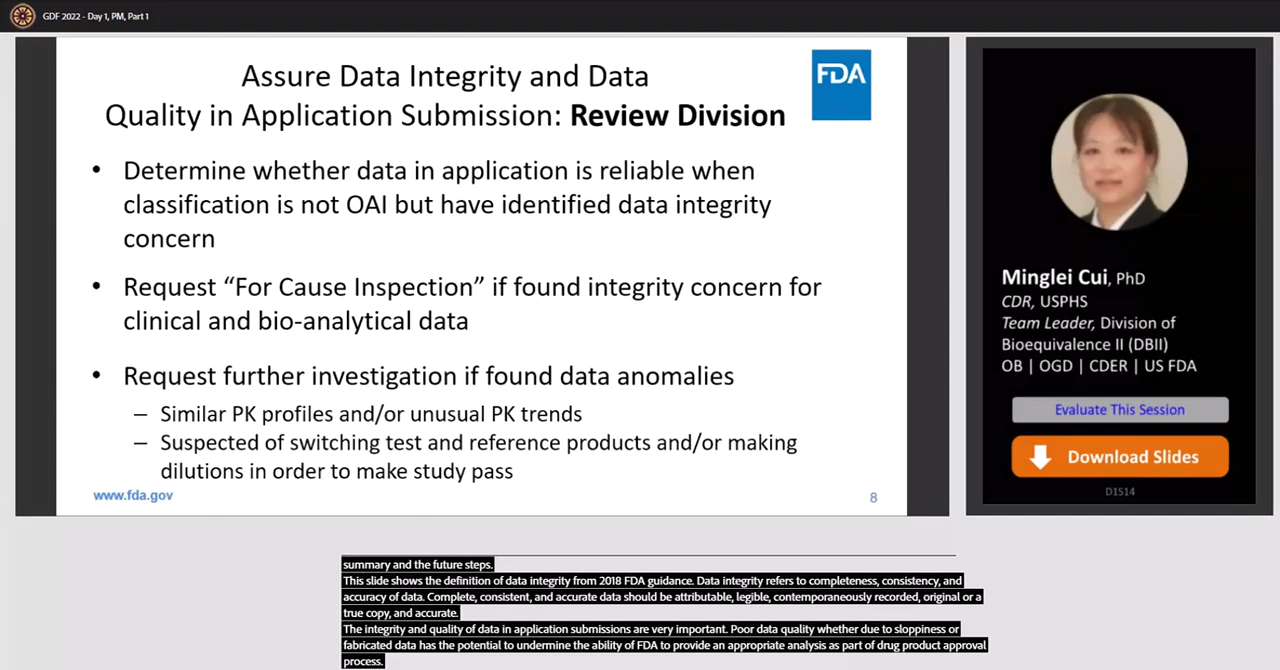 GDF 2022 - Day 1, PM, Part 1
Assure Data Integrity and Data
Quality in Application Submission: Review Division
FDA
• Determine whether data in application is reliable when
classification is not OAI but have identified data integrity
concern
• Request “For Cause Inspection” if found integrity concern for
clinical and bio-analytical data
• Request further investigation if found data anomalies
– Similar PK profiles and/or unusual PK trends
– Suspected of switching test and reference products and/or making
dilutions in order to make study pass
www.fda.gov
8
Minglei Cui, PhD
CDR, USPHS
Team Leader, Division of
Bioequivalence II (DBII)
OB | OGD | CDER | US FDA
Evaluate This Session
Download Slides
D1514
summary and the future steps.
This slide shows the definition of data integrity from 2018 FDA guidance. Data integrity refers to completeness, consistency, and
accuracy of data. Complete, consistent, and accurate data should be attributable, legible, contemporaneously recorded, original or a
true copy, and accurate.
The integrity and quality of data in application submissions are very important. Poor data quality whether due to sloppiness or
fabricated data has the potential to undermine the ability of FDA to provide an appropriate analysis as part of drug product approval
process.